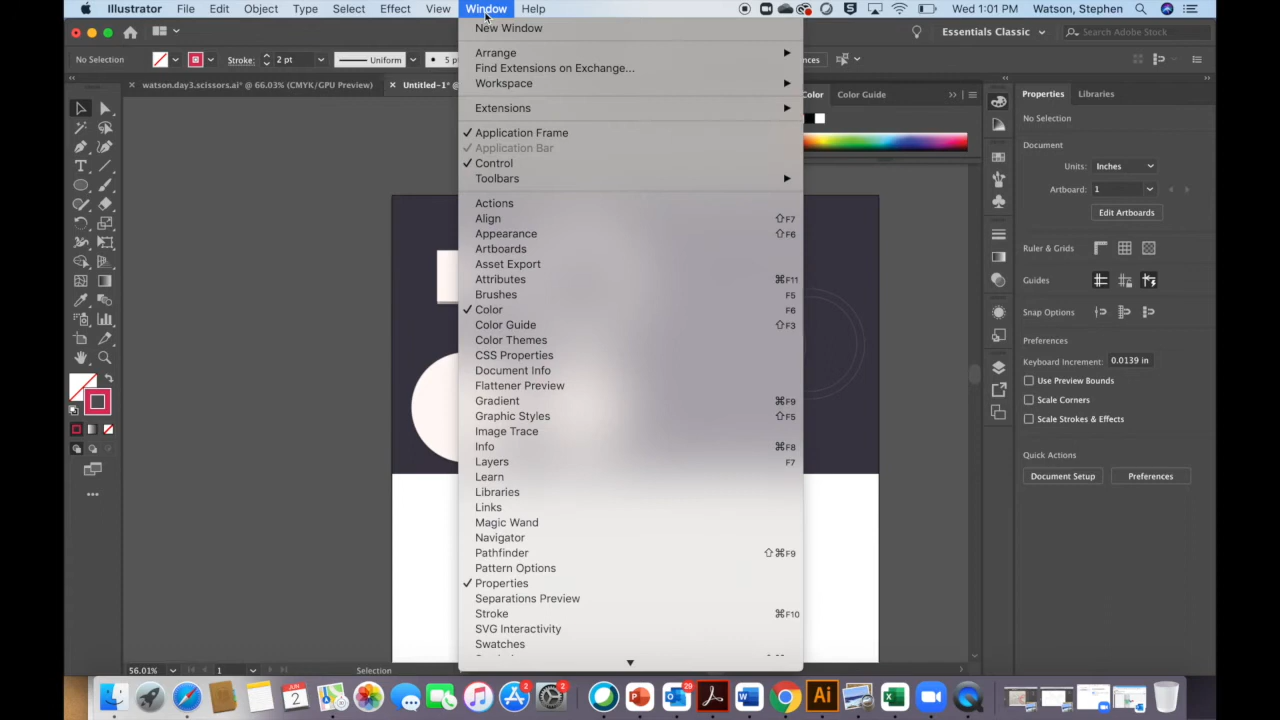 Illustrator File Edit Object Type Select Effect View Window Help
Wed 1:01 PM Watson, Stephen
Essentials Classic
Search Adobe Stock
No Selection Stroke: 2 pt Uniform 5 p
nces
watson.day3.scissors.ai* @ 66.03% (CMYK/GPU Preview)
Untitled-1* @
New Window
Arrange
Find Extensions on Exchange...
Workspace
Extensions
Application Frame
Application Bar
Control
Toolbars
Actions
Align ⇧F7
Appearance ⇧F6
Artboards
Asset Export
Attributes ⌘F11
Brushes F5
Color F6
Color Guide ⇧F3
Color Themes
CSS Properties
Document Info
Flattener Preview
Gradient ⌘F9
Graphic Styles ⇧F5
Image Trace
Info ⌘F8
Layers F7
Learn
Libraries
Links
Magic Wand
Navigator
Pathfinder ⇧⌘F9
Pattern Options
Properties
Separations Preview
Stroke ⌘F10
SVG Interactivity
Swatches
Color Color Guide
Properties Libraries
No Selection
Document
Units: Inches
Artboard: 1
Edit Artboards
Ruler & Grids
Guides
Snap Options
Preferences
Keyboard Increment: 0.0139 in
Use Preview Bounds
Scale Corners
Scale Strokes & Effects
Quick Actions
Document Setup Preferences
56.01% 1 Selection
JUN
2
2
2
29
Ai